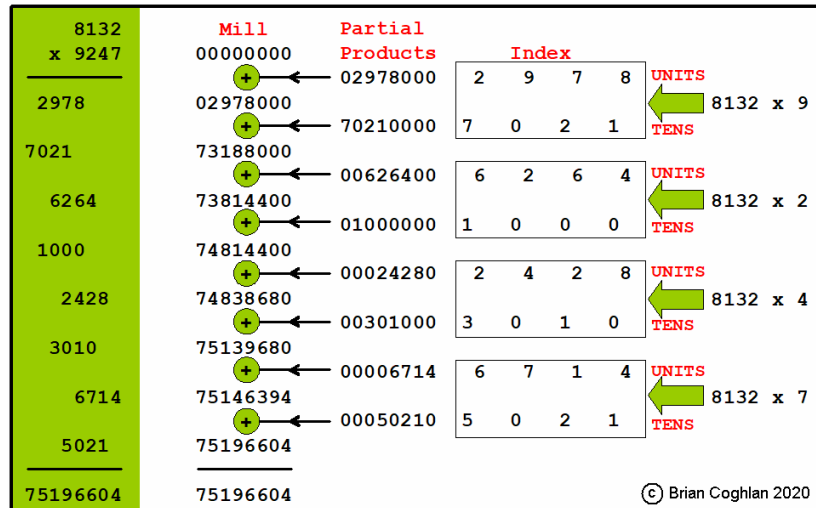 8132 Mill Partial
x 9247 00000000 Products Index
+ 02978000 2 9 7 8 UNITS
2978 02978000 8132 x 9
+ 70210000 7 0 2 1 TENS
7021 73188000
+ 00626400 6 2 6 4 UNITS
6264 73814400 8132 x 2
+ 01000000 1 0 0 0 TENS
1000 74814400
+ 00024280 2 4 2 8 UNITS
2428 74838680 8132 x 4
+ 00301000 3 0 1 0 TENS
3010 75139680
+ 00006714 6 7 1 4 UNITS
6714 75146394 8132 x 7
+ 00050210 5 0 2 1 TENS
5021 75196604
75196604 75196604 © Brian Coghlan 2020